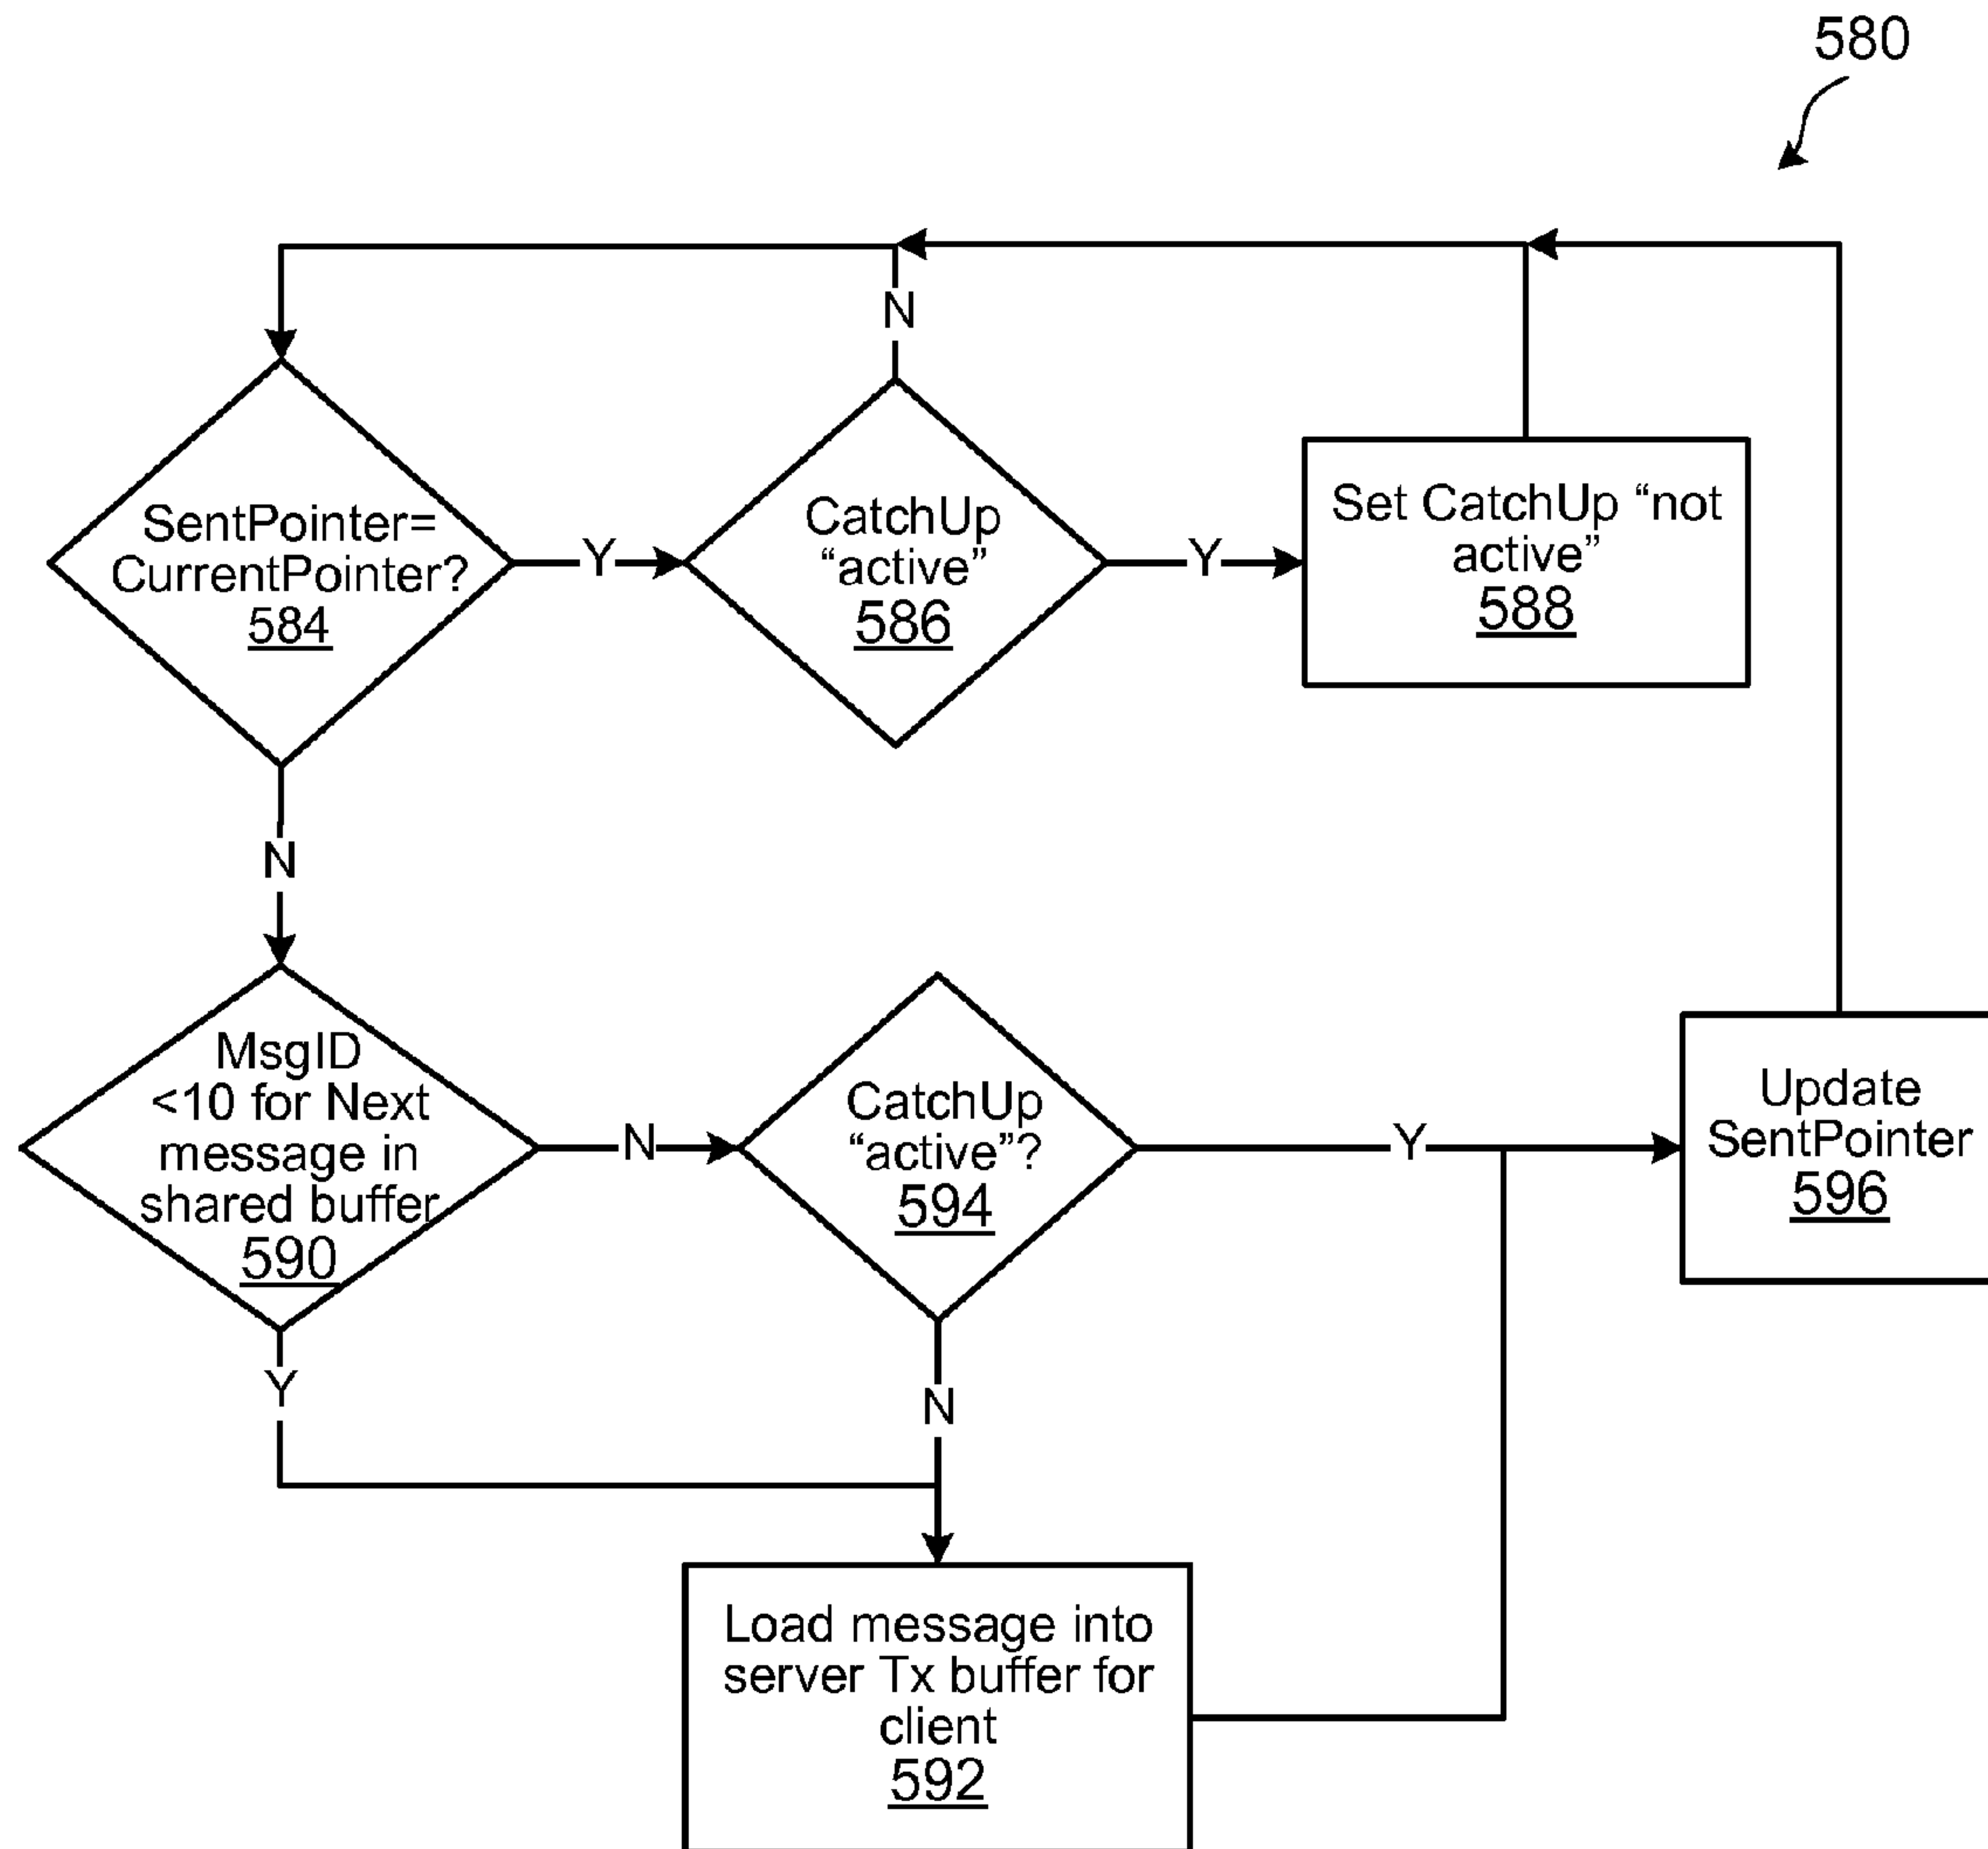 580
N
SentPointer=
CurrentPointer?
584
Y
CatchUp
“active”
586
Y
Set CatchUp “not
active”
588
N
MsgID
<10 for Next
message in
shared buffer
590
N
CatchUp
“active”?
594
Y
Update
SentPointer
596
Y
N
Load message into
server Tx buffer for
client
592